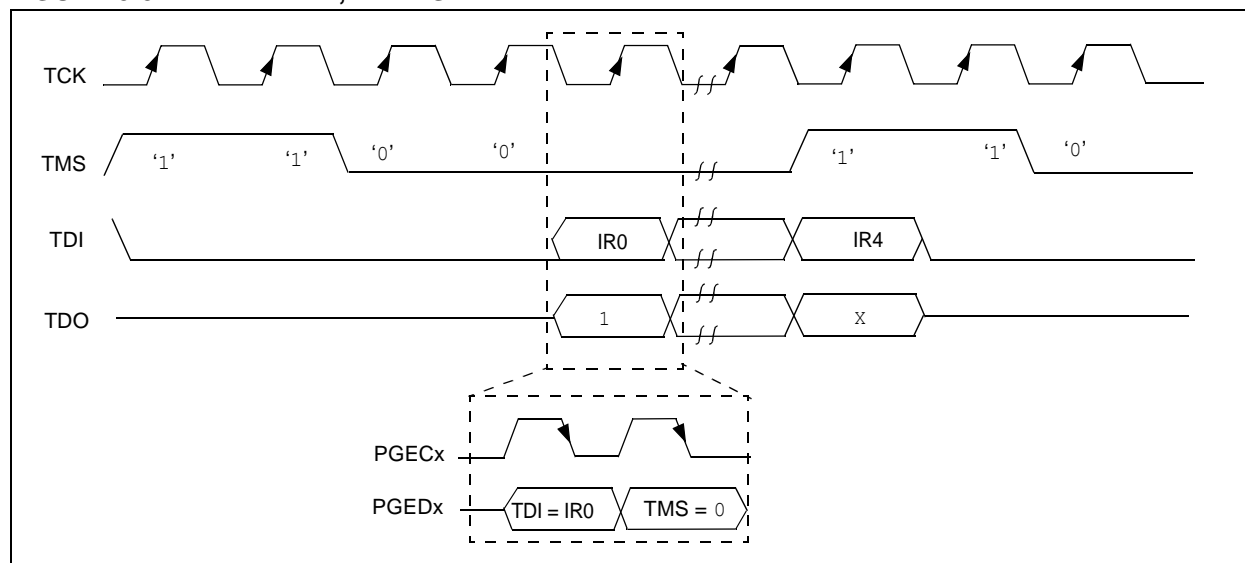 TCK
TMS
‘1’ ‘1’ ‘0’ ‘0’ ‘1’ ‘1’ ‘0’
TDI
IR0 IR4
TDO
1 X
PGECx
PGEDx
TDI = IR0 TMS = 0